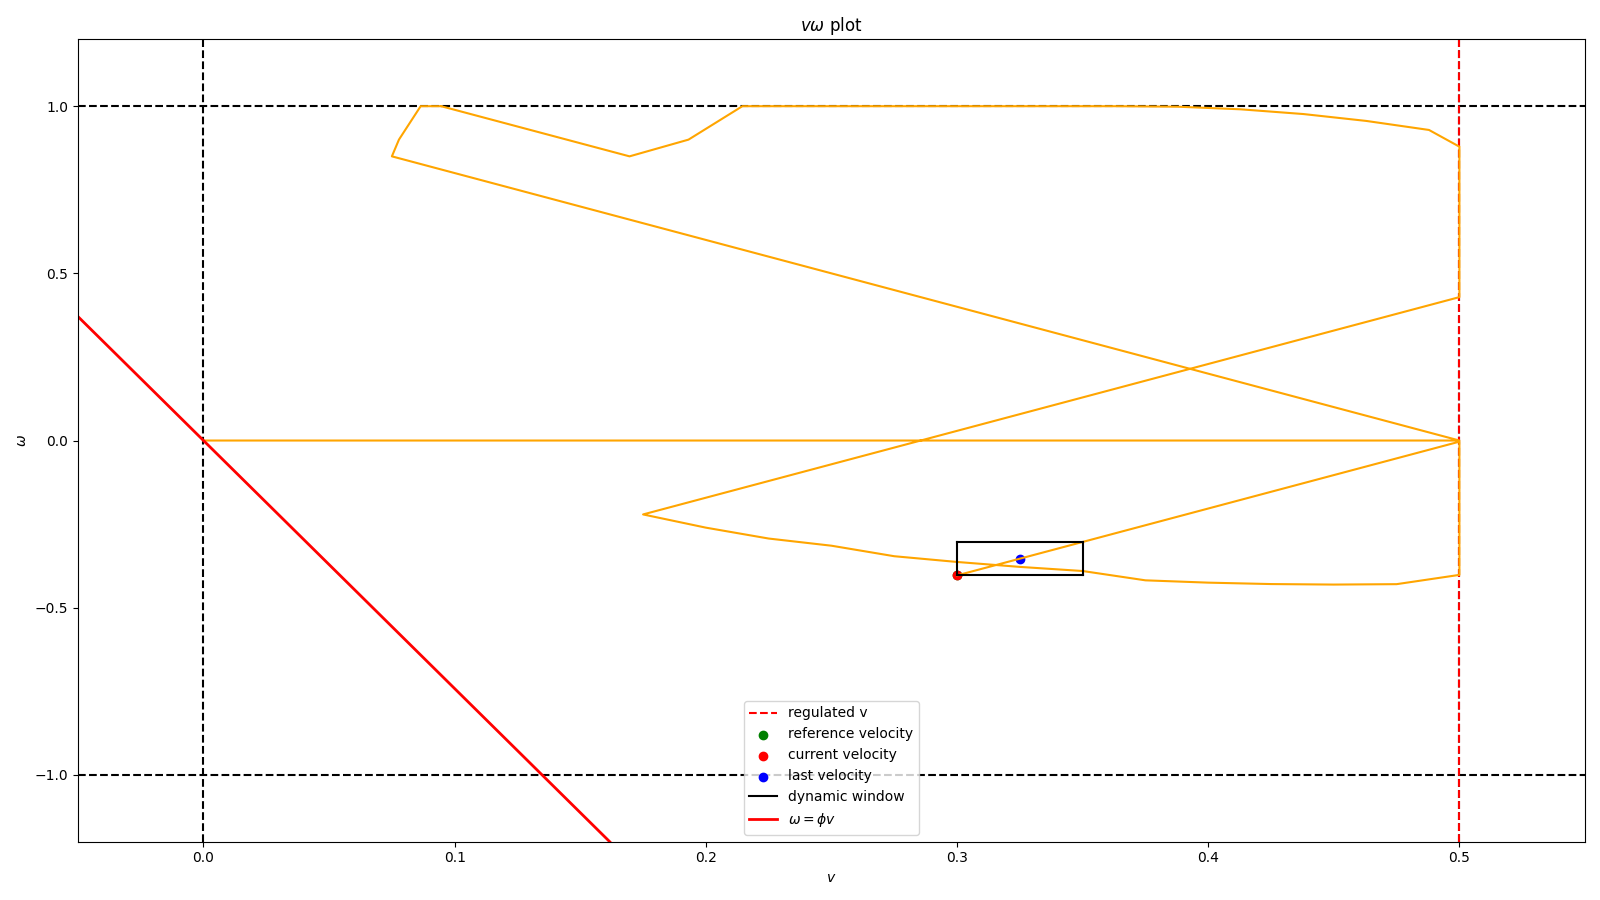 vω plot
1.0
0.5
0.0
−0.5
−1.0
ω
regulated v
reference velocity
current velocity
last velocity
dynamic window
ω = ϕv
0.0 0.1 0.2 0.3 0.4 0.5
v